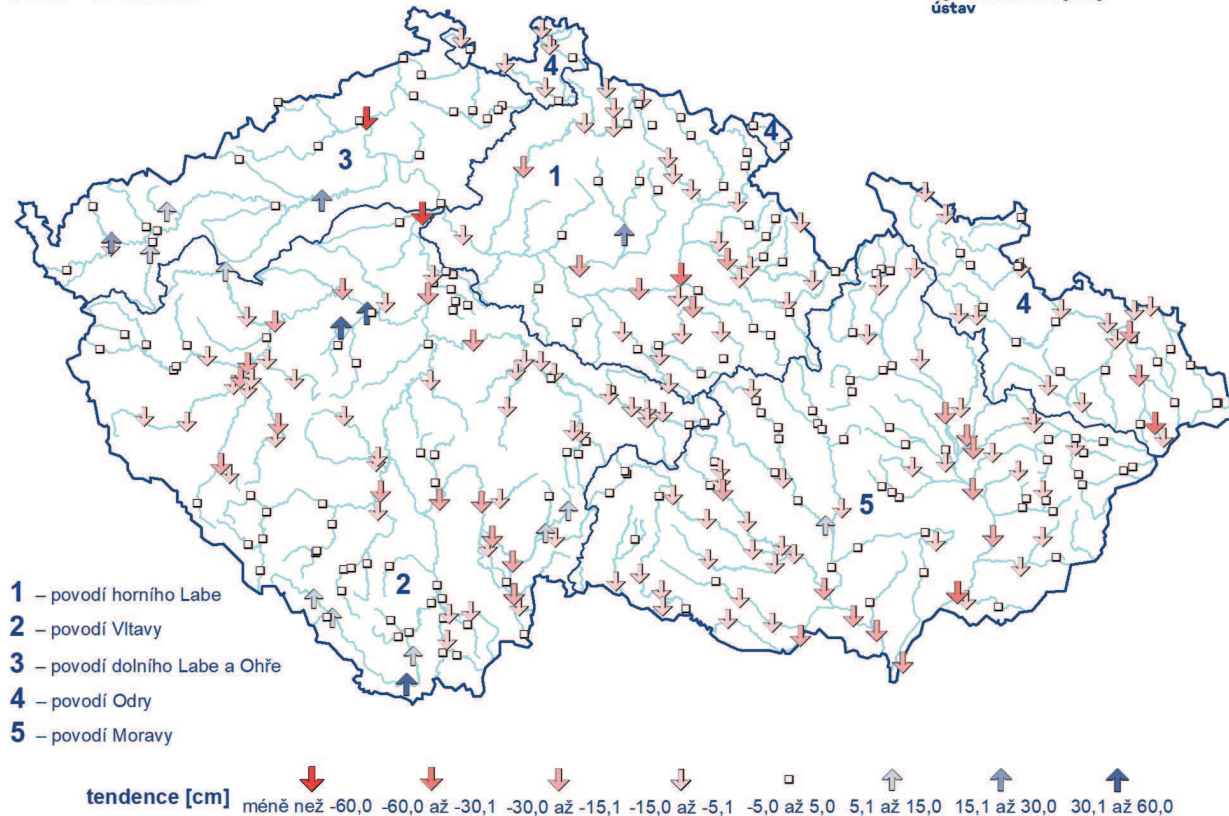 ústav
4
4
3
1
4
5
2
1 – povodí horního Labe
2 – povodí Vltavy
3 – povodí dolního Labe a Ohře
4 – povodí Odry
5 – povodí Moravy
tendence [cm] méně než -60,0 -60,0 až -30,1 -30,0 až -15,1 -15,0 až -5,1 -5,0 až 5,0 5,1 až 15,0 15,1 až 30,0 30,1 až 60,0